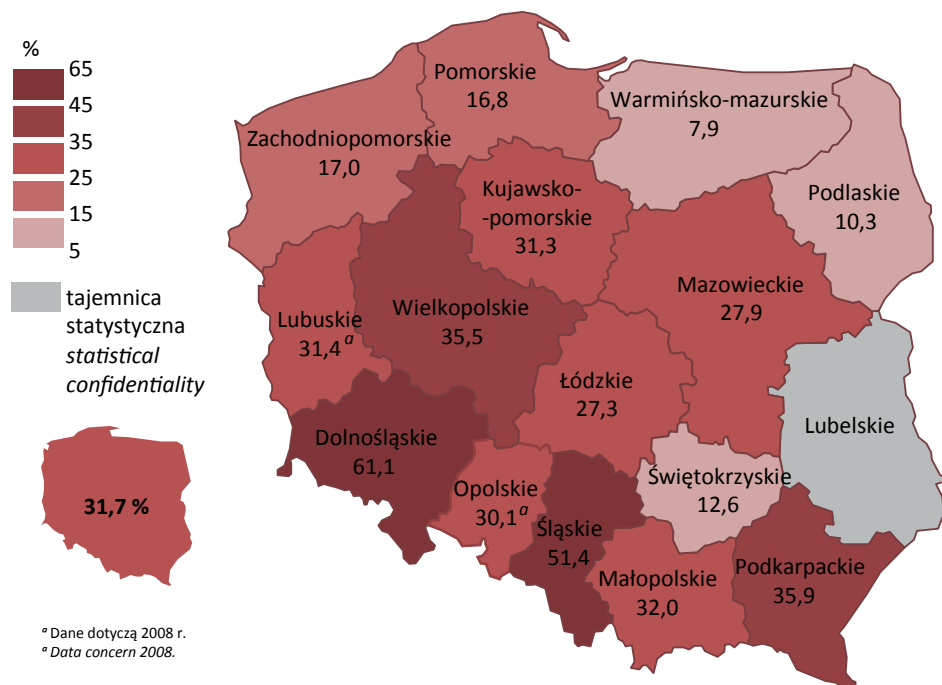 %
65
45
35
25
15
5
tajemnica
statystyczna
statistical
confidentiality
31,7 %
ᵃ Dane dotyczą 2008 r.
ᵃ Data concern 2008.
Pomorskie
16,8
Warmińsko-mazurskie
7,9
Zachodniopomorskie
17,0
Kujawsko-
-pomorskie
31,3
Podlaskie
10,3
Mazowieckie
27,9
Wielkopolskie
35,5
Lubuskie
31,4ᵃ
Łódzkie
27,3
Lubelskie
Dolnośląskie
61,1
Opolskie
30,1ᵃ
Śląskie
51,4
Świętokrzyskie
12,6
Małopolskie
32,0
Podkarpackie
35,9